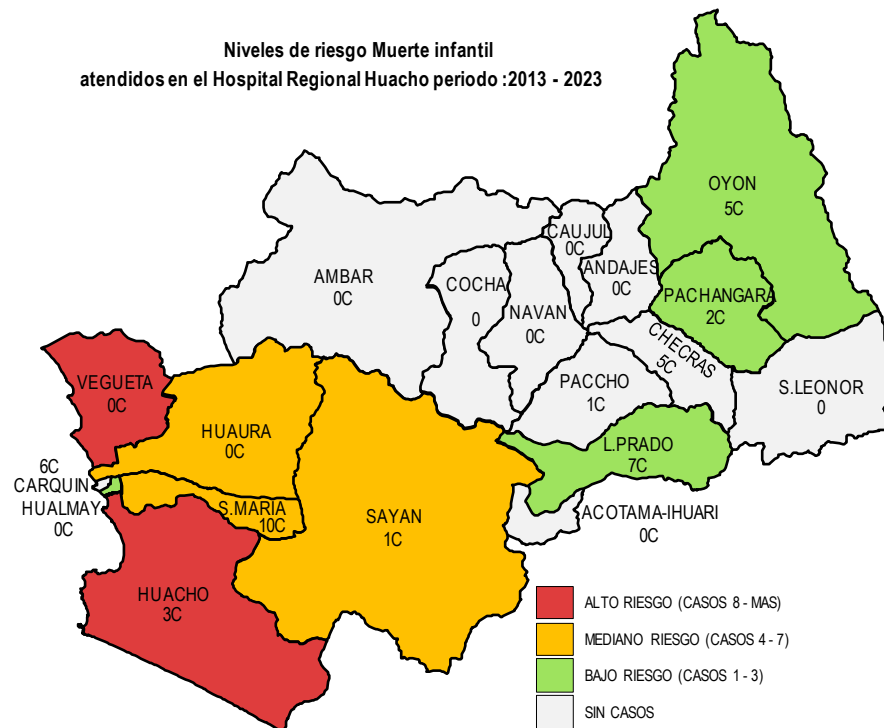 Niveles de riesgo Muerte infantil
atendidos en el Hospital Regional Huacho periodo :2013 - 2023
OYON
5C
CAUJUL
0C
ANDAJES
0C
AMBAR
0C
COCHA
0
NAVAN
0C
PACHANGARA
2C
CHECRAS
5C
PACCHO
1C
S.LEONOR
0
VEGUETA
0C
HUAURA
0C
L.PRADO
7C
6C
CARQUIN
HUALMAY
0C
S.MARIA
10C
SAYAN
1C
ACOTAMA-IHUARI
0C
HUACHO
3C
ALTO RIESGO (CASOS 8 - MAS)
MEDIANO RIESGO (CASOS 4 - 7)
BAJO RIESGO (CASOS 1 - 3)
SIN CASOS